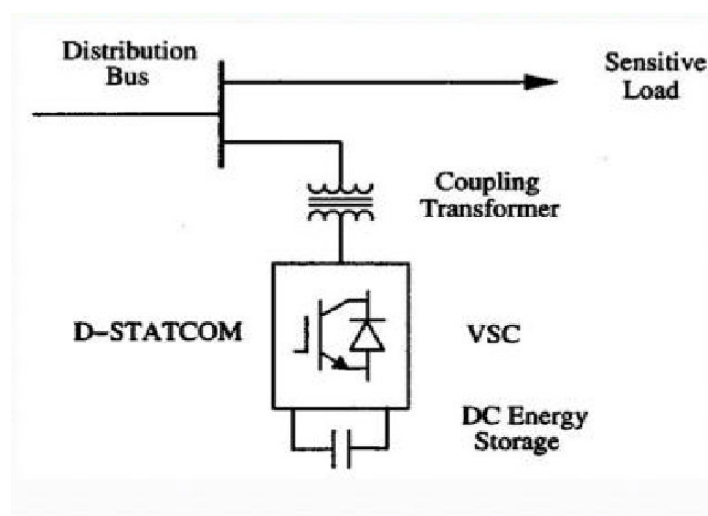 Distribution
Bus
Sensitive
Load
Coupling
Transformer
D-STATCOM
VSC
DC Energy
Storage